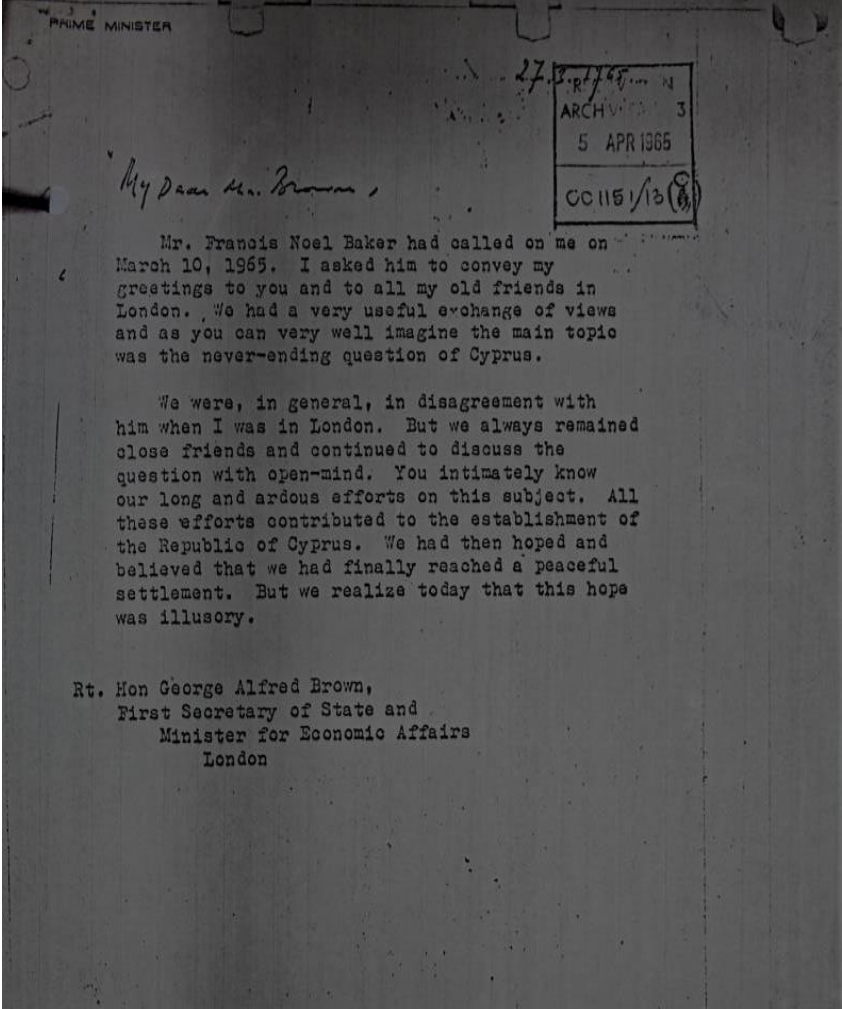 PRIME MINISTER
27.3.1965
ARCHIV 3
5 APR 1965
CC1151/13
My Dear Mr. Brown,
Mr. Francis Noel Baker had called on me on
March 10, 1965. I asked him to convey my
greetings to you and to all my old friends in
London. We had a very useful exchange of views
and as you can very well imagine the main topic
was the never-ending question of Cyprus.
We were, in general, in disagreement with
him when I was in London. But we always remained
close friends and continued to discuss the
question with open-mind. You intimately know
our long and ardous efforts on this subject. All
these efforts contributed to the establishment of
the Republic of Cyprus. We had then hoped and
believed that we had finally reached a peaceful
settlement. But we realize today that this hope
was illusory.
Rt. Hon George Alfred Brown,
First Secretary of State and
Minister for Economic Affairs
London